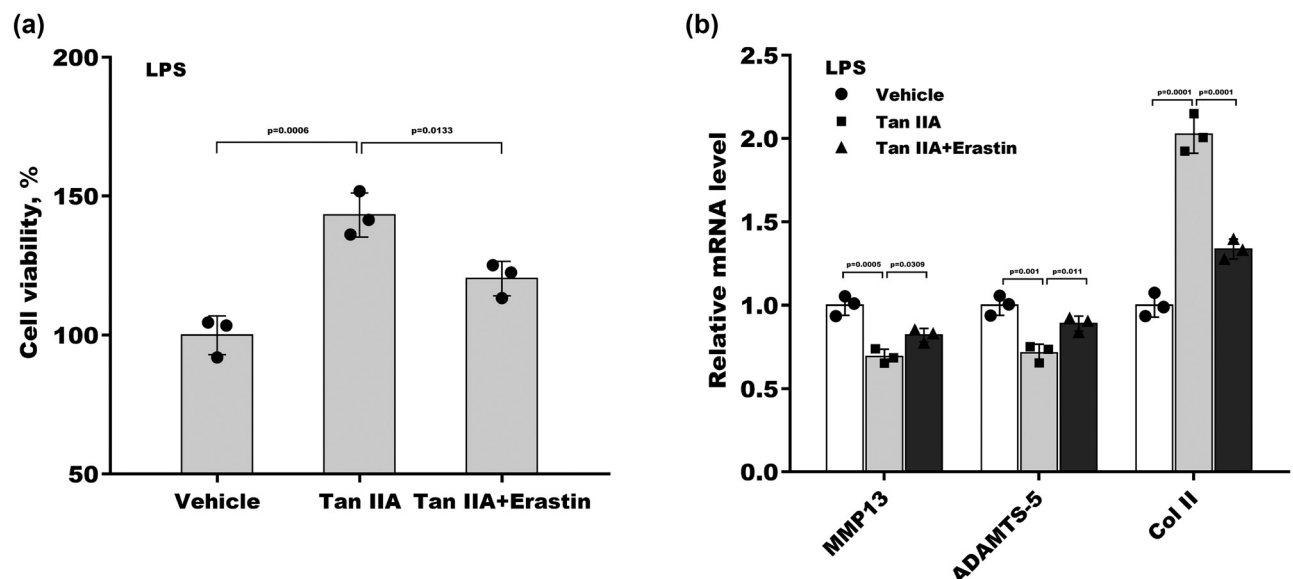 (a)
LPS
p=0.0006
p=0.0133
Cell viability, %
200
150
100
50
Vehicle
Tan IIA
Tan IIA+Erastin
(b)
LPS
Vehicle
Tan IIA
Tan IIA+Erastin
p=0.0001
p=0.0001
p=0.0005
p=0.0309
p=0.001
p=0.011
Relative mRNA level
2.5
2.0
1.5
1.0
0.5
0.0
MMP13
ADAMTS-5
Col II